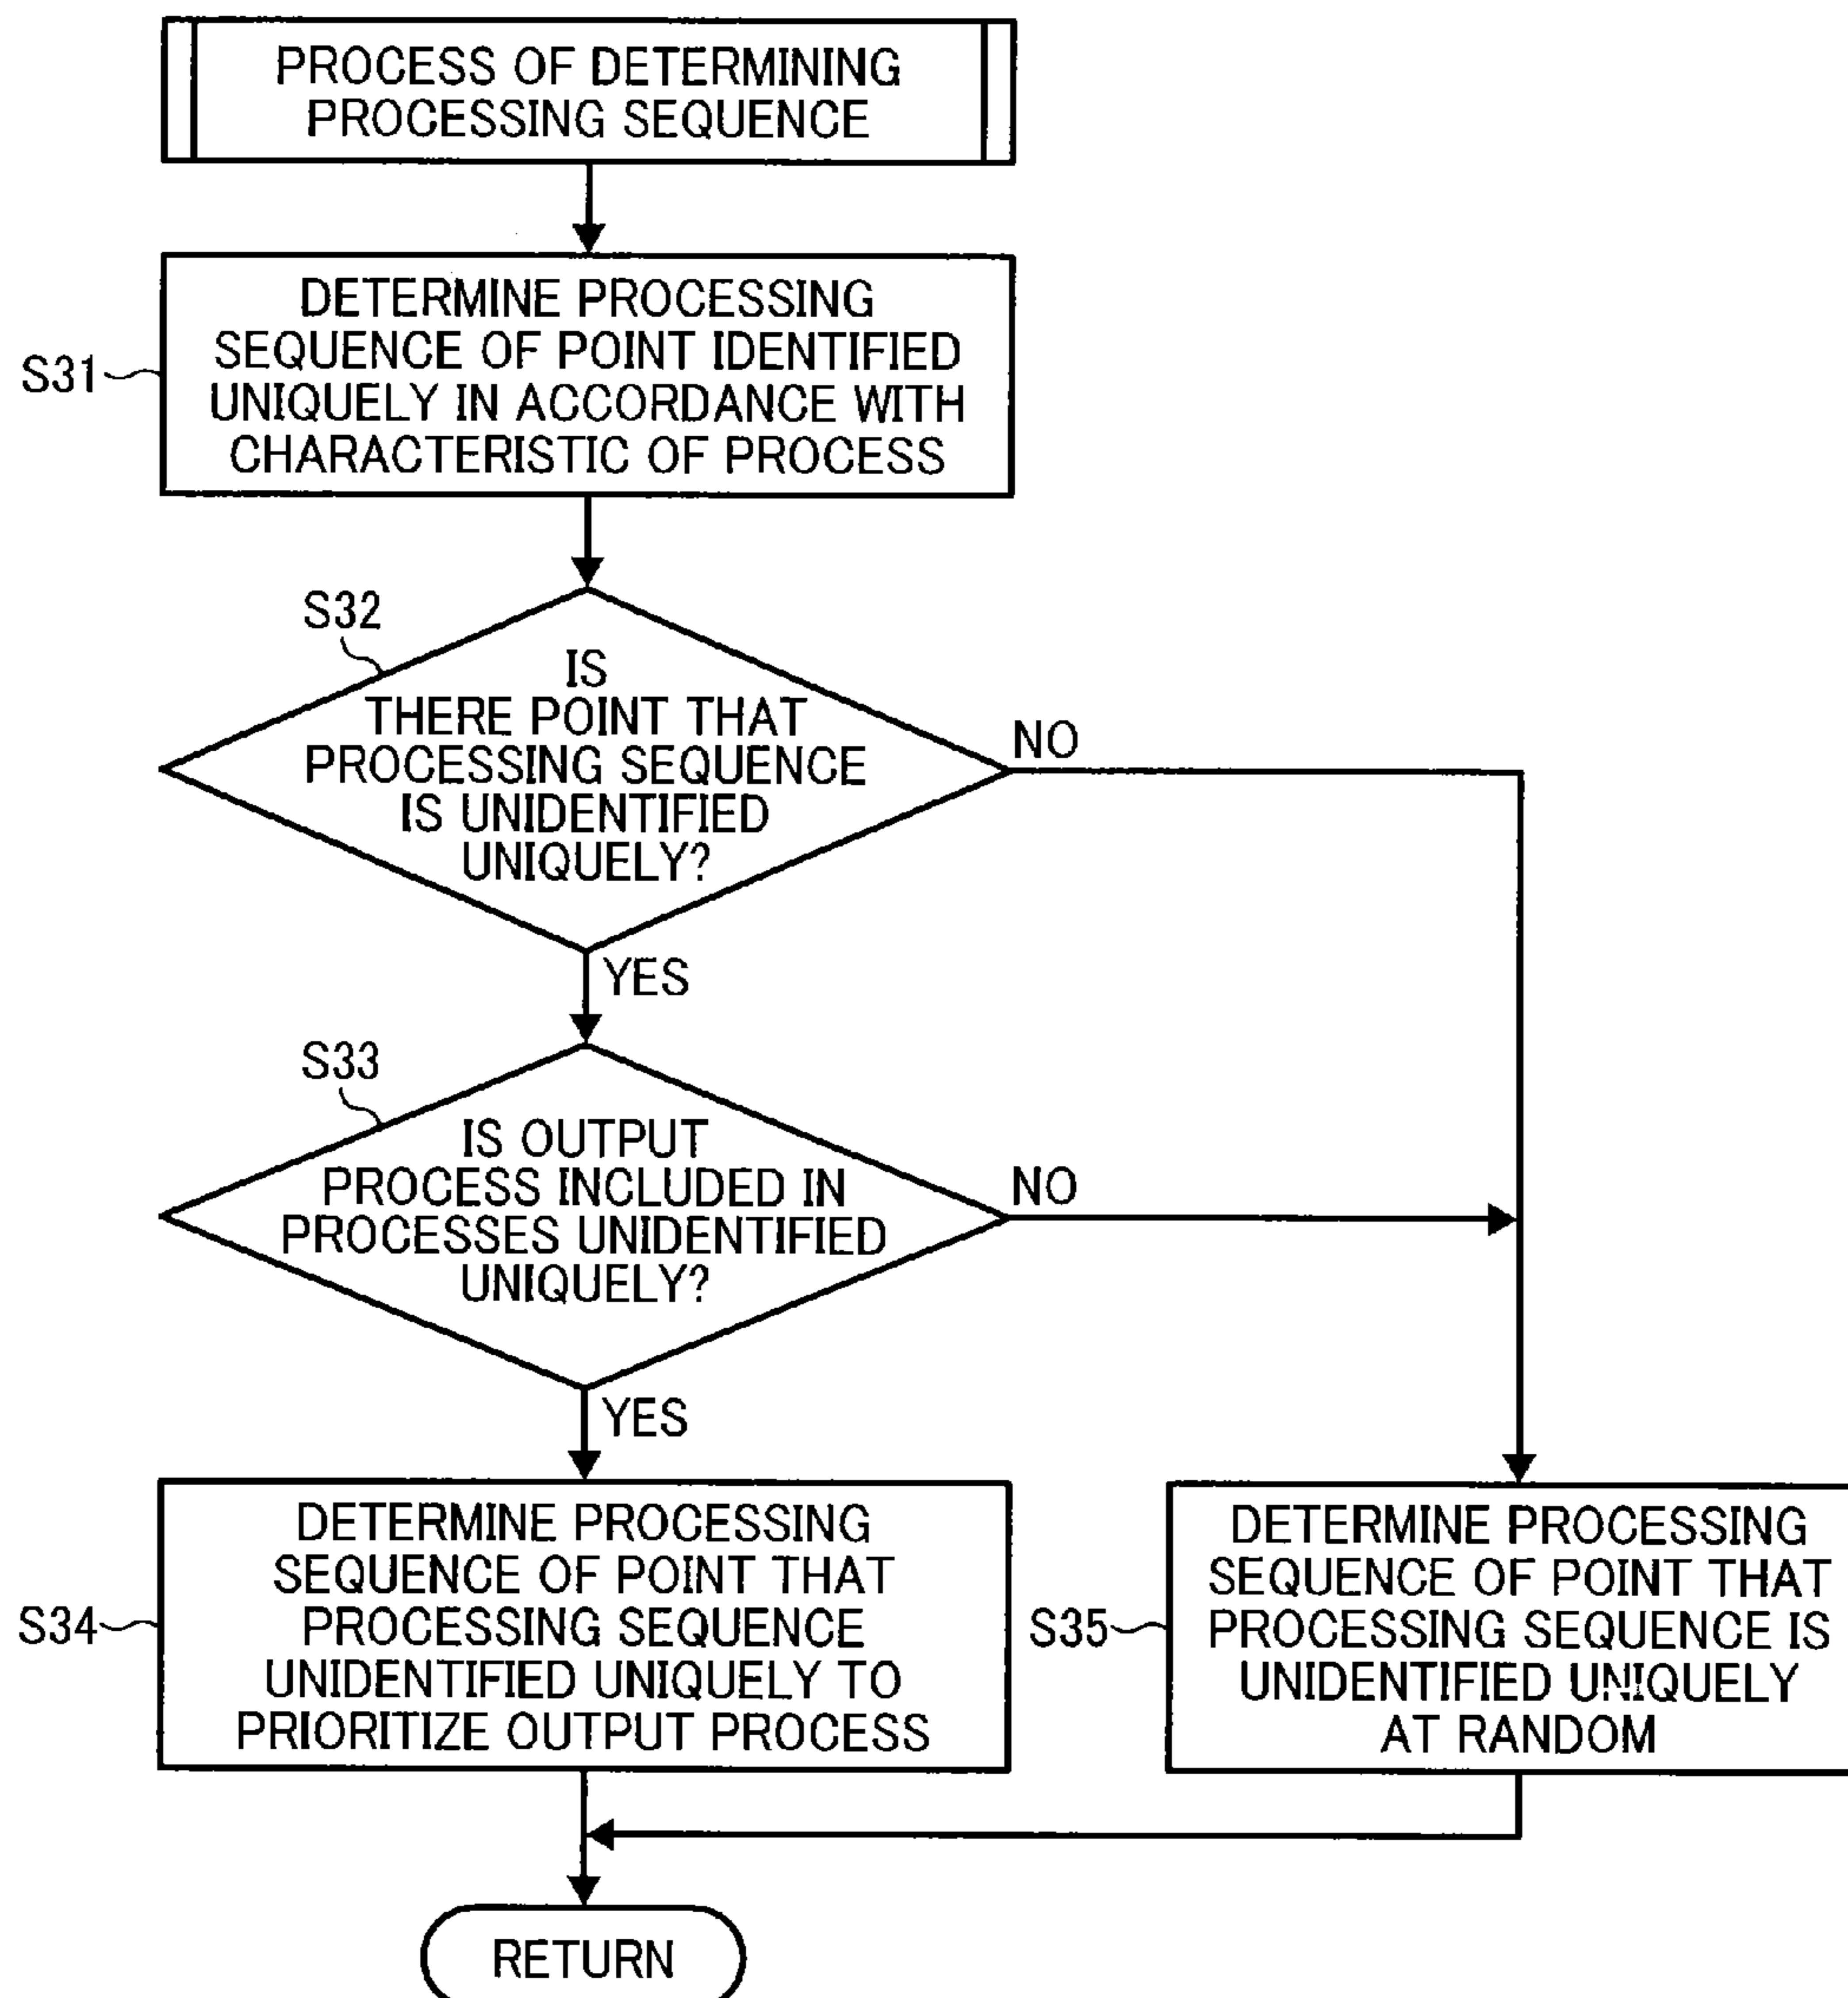 PROCESS OF DETERMINING
PROCESSING SEQUENCE
S31
DETERMINE PROCESSING
SEQUENCE OF POINT IDENTIFIED
UNIQUELY IN ACCORDANCE WITH
CHARACTERISTIC OF PROCESS
S32
IS
THERE POINT THAT
PROCESSING SEQUENCE
IS UNIDENTIFIED
UNIQUELY?
NO
YES
S33
IS OUTPUT
PROCESS INCLUDED IN
PROCESSES UNIDENTIFIED
UNIQUELY?
NO
YES
S34
DETERMINE PROCESSING
SEQUENCE OF POINT THAT
PROCESSING SEQUENCE
UNIDENTIFIED UNIQUELY TO
PRIORITIZE OUTPUT PROCESS
S35
DETERMINE PROCESSING
SEQUENCE OF POINT THAT
PROCESSING SEQUENCE IS
UNIDENTIFIED UNIQUELY
AT RANDOM
RETURN